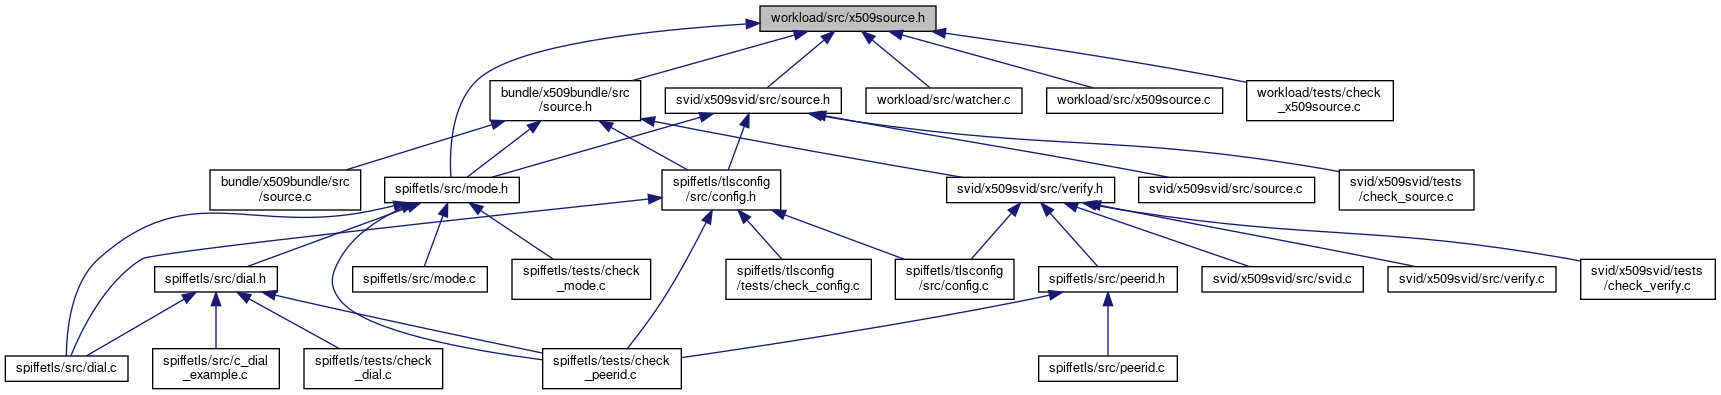 workload/src/x509source.h
bundle/x509bundle/src
/source.h
svid/x509svid/src/source.h
workload/src/watcher.c
workload/src/x509source.c
workload/tests/check
_x509source.c
bundle/x509bundle/src
/source.c
spiffetls/src/mode.h
spiffetls/tlsconfig
/src/config.h
svid/x509svid/src/verify.h
svid/x509svid/src/source.c
svid/x509svid/tests
/check_source.c
spiffetls/src/dial.h
spiffetls/src/mode.c
spiffetls/tests/check
_mode.c
spiffetls/tlsconfig
/tests/check_config.c
spiffetls/tlsconfig
/src/config.c
spiffetls/src/peerid.h
svid/x509svid/src/svid.c
svid/x509svid/src/verify.c
svid/x509svid/tests
/check_verify.c
spiffetls/src/dial.c
spiffetls/src/c_dial
_example.c
spiffetls/tests/check
_dial.c
spiffetls/tests/check
_peerid.c
spiffetls/src/peerid.c